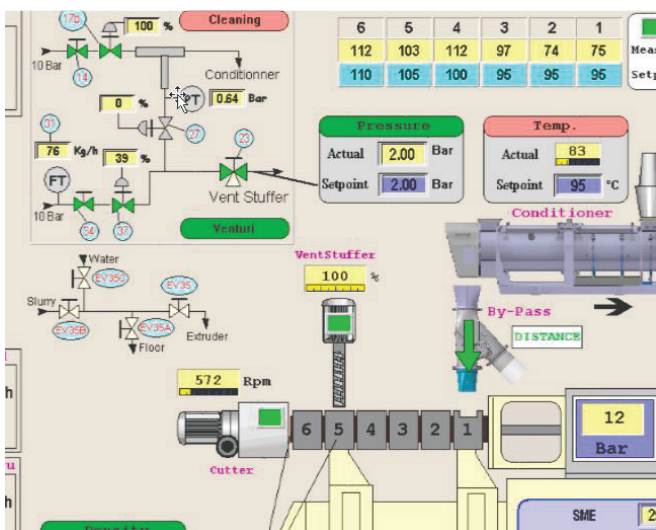 17b
100 %
Cleaning
10 Bar
14
Conditionner
PT
0.64 Bar
0 %
27
31
76 Kg/h
39 %
23
FT
Vent Stuffer
10 Bar
34
37
Venturi
6 5 4 3 2 1
112 103 112 97 74 75
110 105 100 95 95 95
Pressure
Actual 2.00 Bar
Setpoint 2.00 Bar
Temp.
Actual 83
Setpoint 95 °C
Conditioner
Water
EV35C
EV35
Slurry
EV35B
EV35A
Extruder
Floor
VentStuffer
100 %
By-Pass
DISTANCE
572 Rpm
6 5 4 3 2 1
Cutter
12
Bar
Density
SME